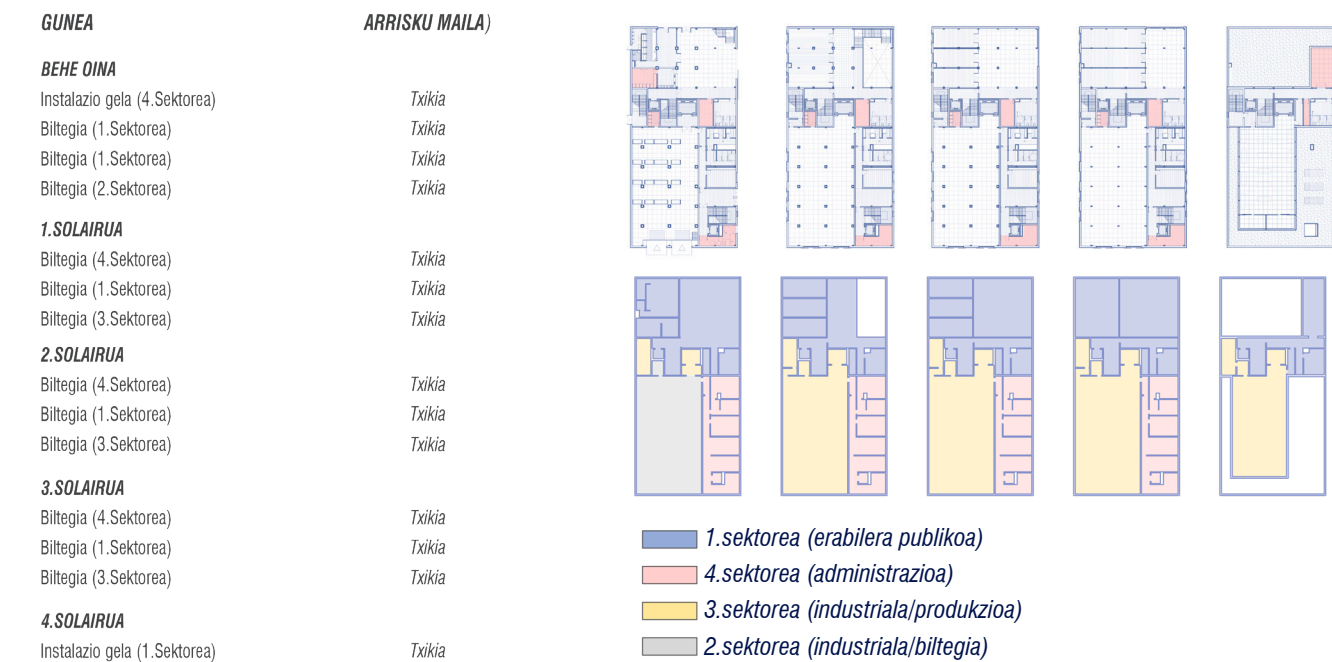 GUNEA ARRISKU MAILA)
BEHE OINA
Instalazio gela (4.Sektorea) Txikia
Biltegia (1.Sektorea) Txikia
Biltegia (1.Sektorea) Txikia
Biltegia (2.Sektorea) Txikia
1.SOLAIRUA
Biltegia (4.Sektorea) Txikia
Biltegia (1.Sektorea) Txikia
Biltegia (3.Sektorea) Txikia
2.SOLAIRUA
Biltegia (4.Sektorea) Txikia
Biltegia (1.Sektorea) Txikia
Biltegia (3.Sektorea) Txikia
3.SOLAIRUA
Biltegia (4.Sektorea) Txikia
Biltegia (1.Sektorea) Txikia
Biltegia (3.Sektorea) Txikia
4.SOLAIRUA
Instalazio gela (1.Sektorea) Txikia
1.sektorea (erabilera publikoa)
4.sektorea (administrazioa)
3.sektorea (industriala/produkzioa)
2.sektorea (industriala/biltegia)